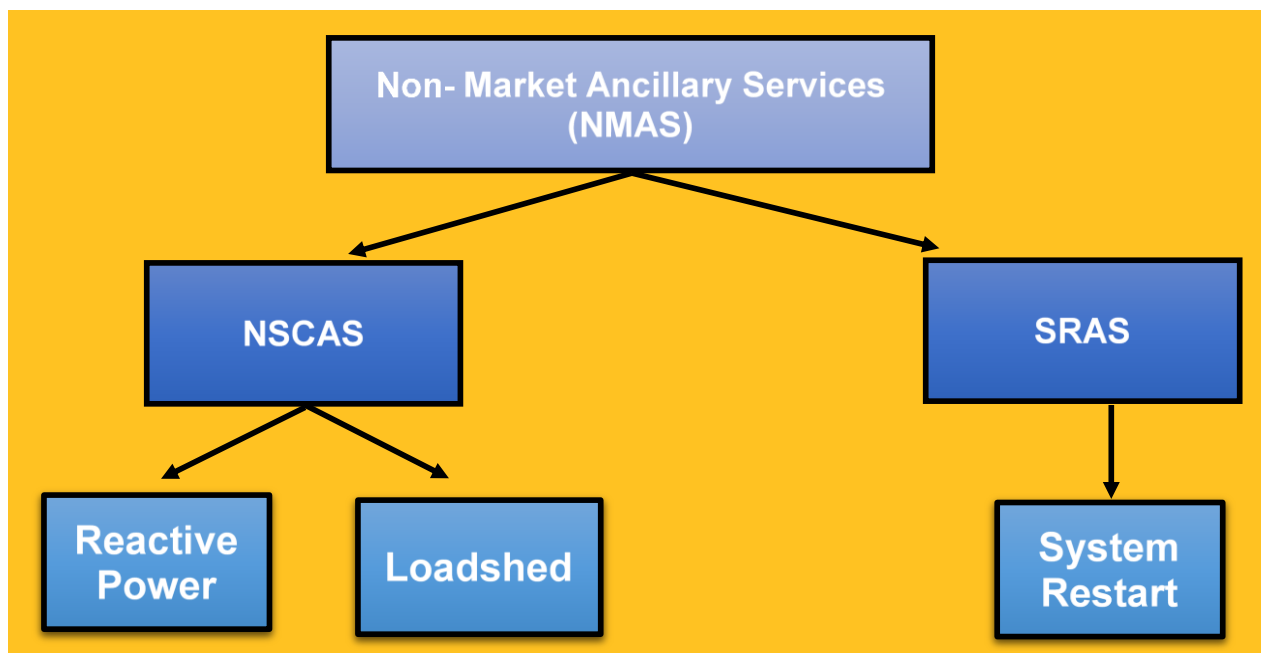 Non- Market Ancillary Services
(NMAS)
NSCAS
SRAS
Reactive
Power
Loadshed
System
Restart